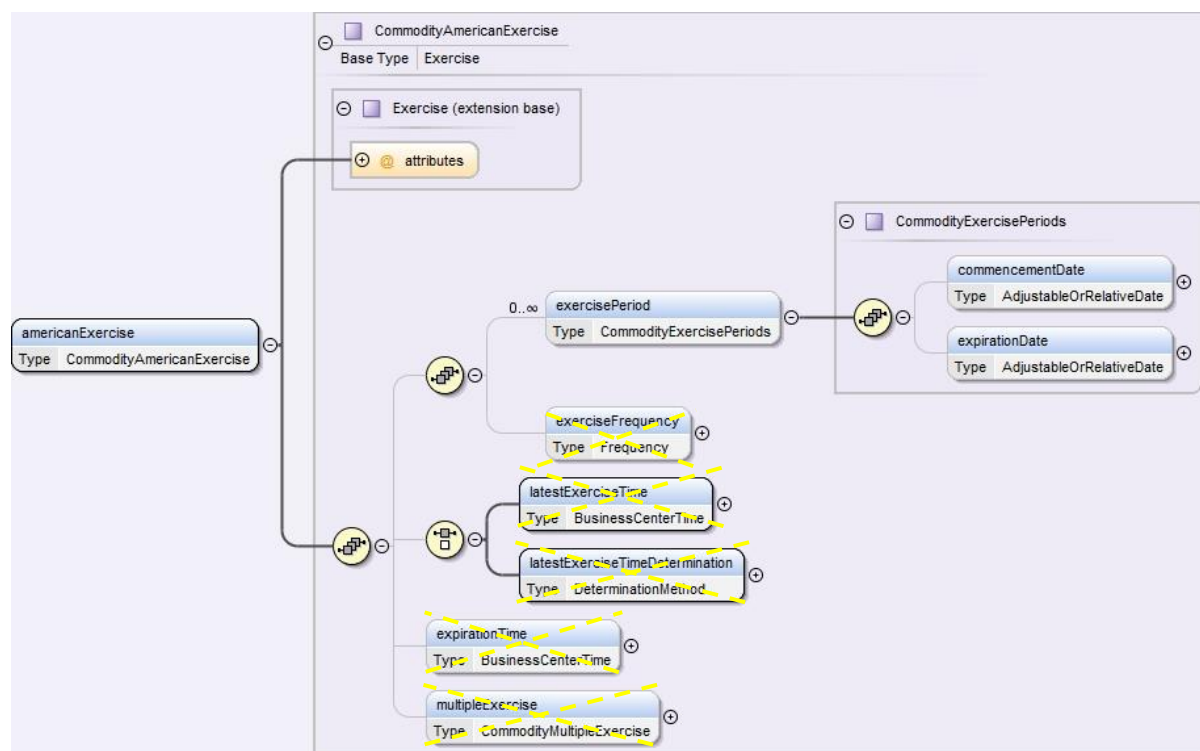 CommodityAmericanExercise
Base Type Exercise
Exercise (extension base)
@ attributes
CommodityExercisePeriods
commencementDate
Type AdjustableOrRelativeDate
expirationDate
Type AdjustableOrRelativeDate
0..∞
exercisePeriod
Type CommodityExercisePeriods
americanExercise
Type CommodityAmericanExercise
exerciseFrequency
Type Frequency
latestExerciseTime
Type BusinessCenterTime
latestExerciseTimeDetermination
Type DeterminationMethod
expirationTime
Type BusinessCenterTime
multipleExercise
Type CommodityMultipleExercise